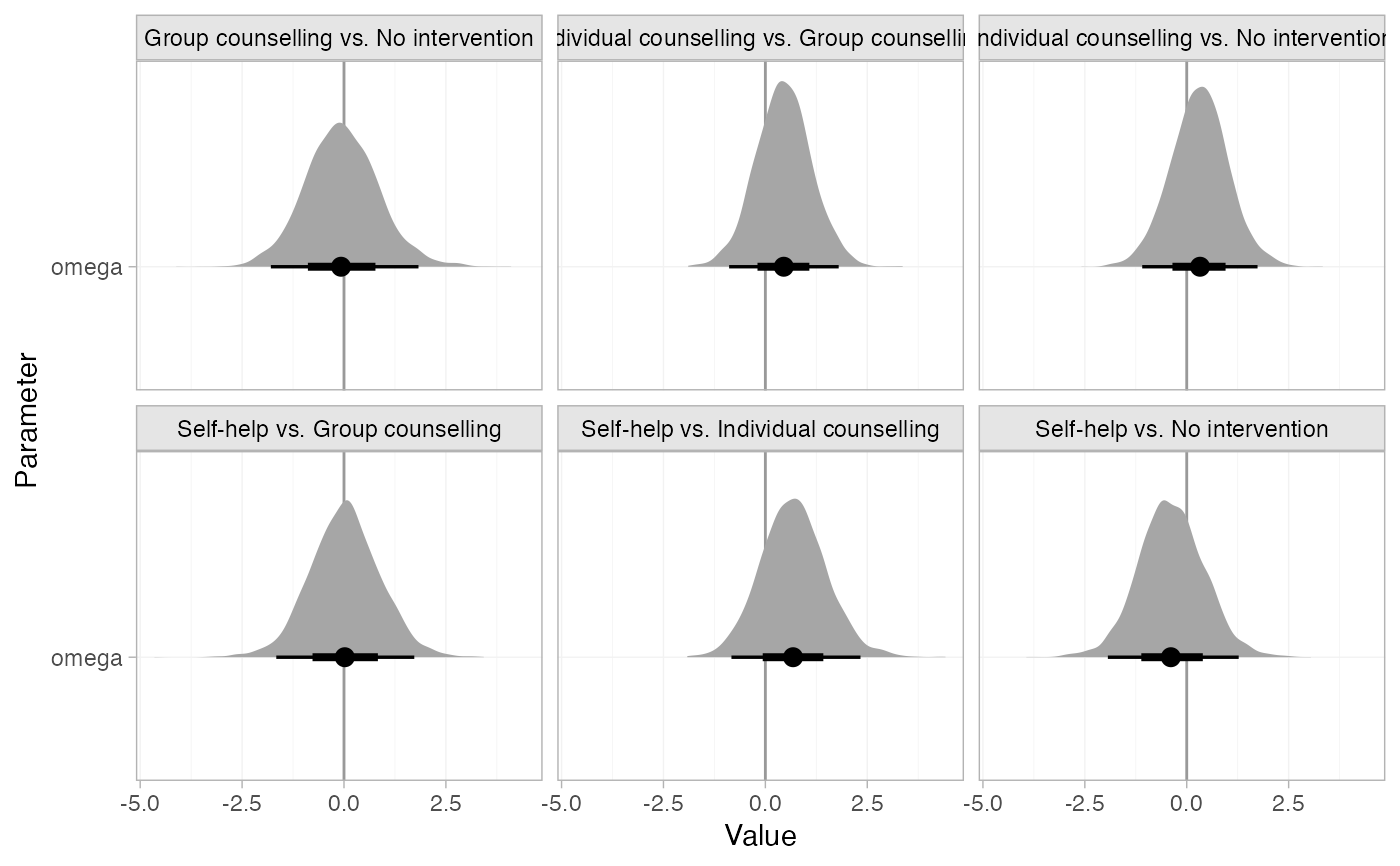 Group counselling vs. No intervention
dividual counselling vs. Group counselli
ndividual counselling vs. No intervention
omega
Parameter
Self-help vs. Group counselling
Self-help vs. Individual counselling
Self-help vs. No intervention
omega
-5.0 -2.5 0.0 2.5 -5.0 -2.5 0.0 2.5 -5.0 -2.5 0.0 2.5
Value